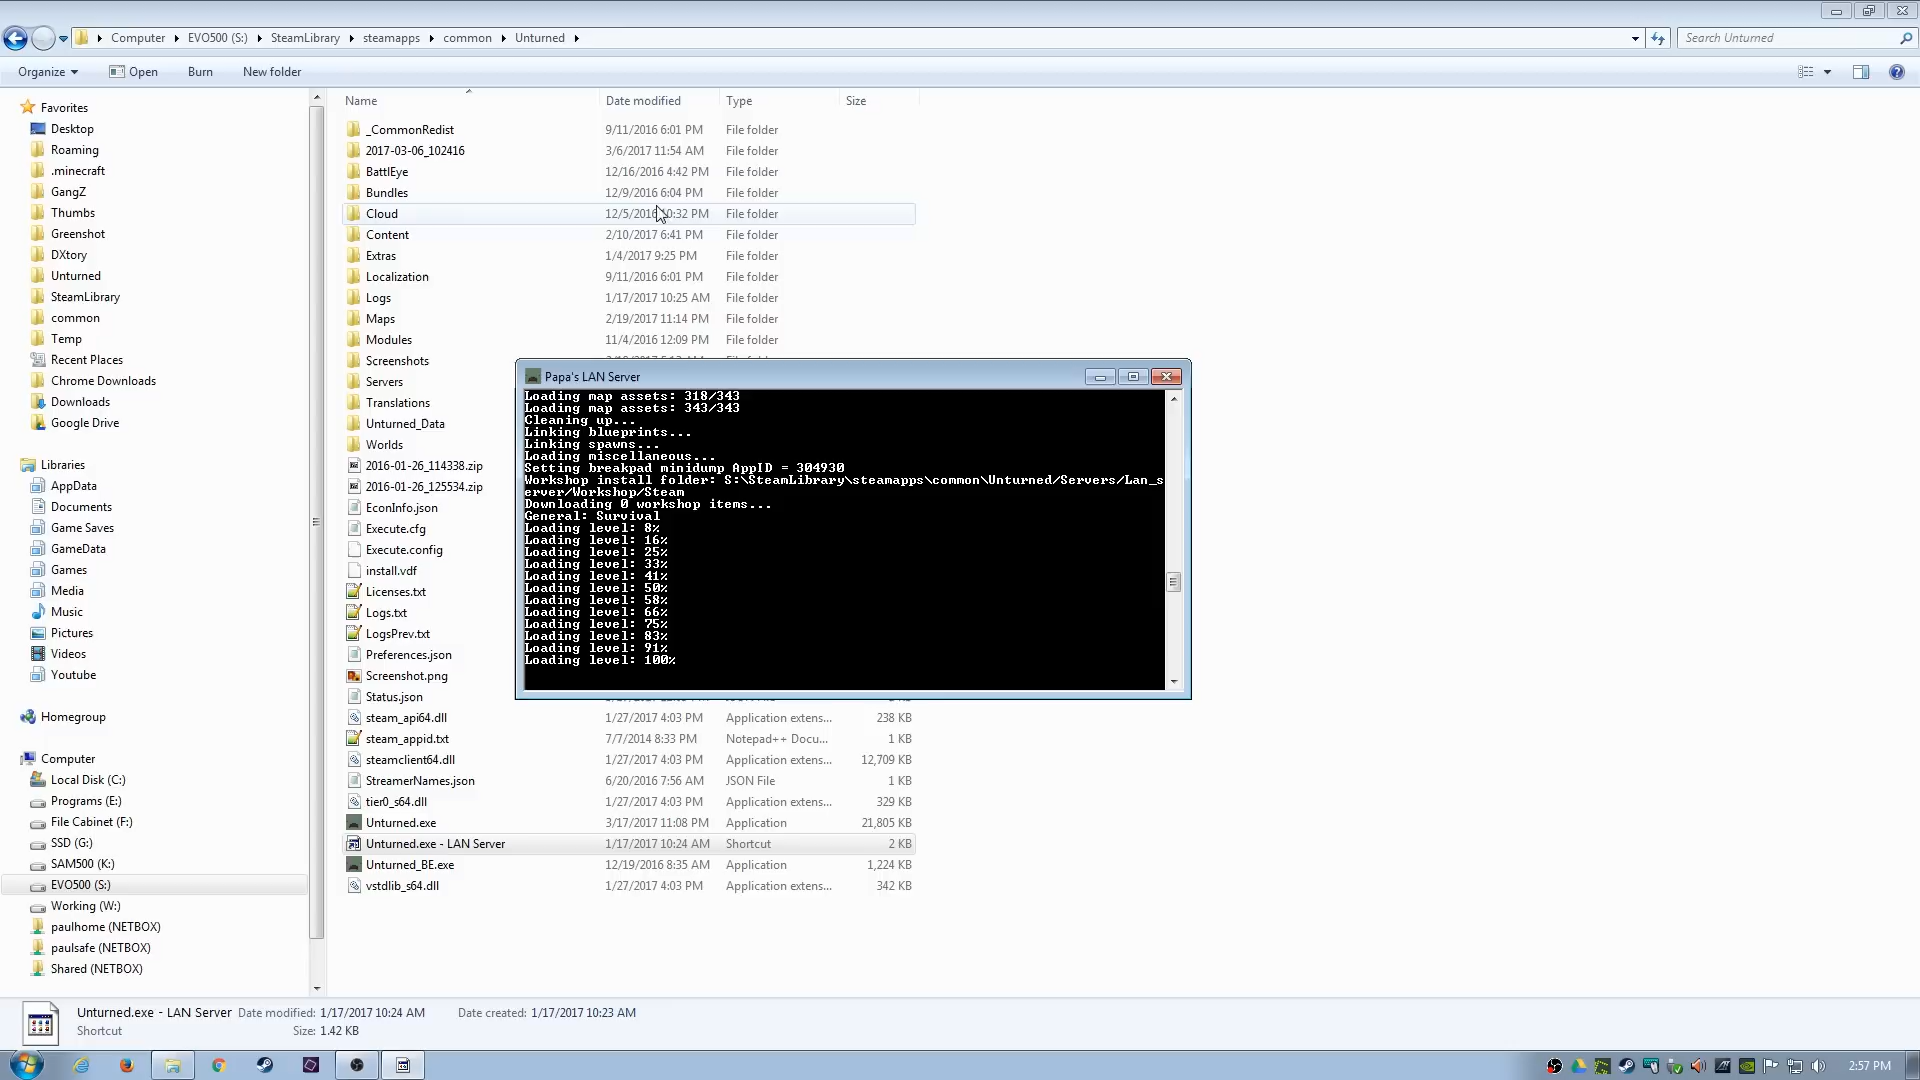 Computer EVO500 (S:) SteamLibrary steamapps common Unturned
Search Unturned
Organize Open Burn New folder
Favorites
Desktop
Roaming
.minecraft
GangZ
Thumbs
Greenshot
DXtory
Unturned
SteamLibrary
common
Temp
Recent Places
Chrome Downloads
Downloads
Google Drive
Libraries
AppData
Documents
Game Saves
GameData
Games
Media
Music
Pictures
Videos
Youtube
Homegroup
Computer
Local Disk (C:)
Programs (E:)
File Cabinet (F:)
SSD (G:)
SAM500 (K:)
EVO500 (S:)
Working (W:)
paulhome (NETBOX)
paulsafe (NETBOX)
Shared (NETBOX)
Name Date modified Type Size
_CommonRedist 9/11/2016 6:01 PM File folder
2017-03-06_102416 3/6/2017 11:54 AM File folder
BattlEye 12/16/2016 4:42 PM File folder
Bundles 12/9/2016 6:04 PM File folder
Cloud 12/5/2016 10:32 PM File folder
Content 2/10/2017 6:41 PM File folder
Extras 1/4/2017 9:25 PM File folder
Localization 9/11/2016 6:01 PM File folder
Logs 1/17/2017 10:25 AM File folder
Maps 2/19/2017 11:14 PM File folder
Modules 11/4/2016 12:09 PM File folder
Screenshots
Servers
Translations
Unturned_Data
Worlds
2016-01-26_114338.zip
2016-01-26_125534.zip
EconInfo.json
Execute.cfg
Execute.config
install.vdf
Licenses.txt
Logs.txt
LogsPrev.txt
Preferences.json
Screenshot.png
Status.json
steam_api64.dll 1/27/2017 4:03 PM Application extens... 238 KB
steam_appid.txt 7/7/2014 8:33 PM Notepad++ Docu... 1 KB
steamclient64.dll 1/27/2017 4:03 PM Application extens... 12,709 KB
StreamerNames.json 6/20/2016 7:56 AM JSON File 1 KB
tier0_s64.dll 1/27/2017 4:03 PM Application extens... 329 KB
Unturned.exe 3/17/2017 11:08 PM Application 21,805 KB
Unturned.exe - LAN Server 1/17/2017 10:24 AM Shortcut 2 KB
Unturned_BE.exe 12/19/2016 8:35 AM Application 1,224 KB
vstdlib_s64.dll 1/27/2017 4:03 PM Application extens... 342 KB
Papa's LAN Server
Loading map assets: 318/343
Loading map assets: 343/343
Cleaning up...
Linking blueprints...
Linking spawns...
Loading miscellaneous...
Setting breakpad minidump AppID = 304930
Workshop install folder: S:\SteamLibrary\steamapps\common\Unturned/Servers/Lan_s
erver/Workshop/Steam
Downloading 0 workshop items...
General: Survival
Loading level: 8%
Loading level: 16%
Loading level: 25%
Loading level: 33%
Loading level: 41%
Loading level: 50%
Loading level: 58%
Loading level: 66%
Loading level: 75%
Loading level: 83%
Loading level: 91%
Loading level: 100%
Unturned.exe - LAN Server Date modified: 1/17/2017 10:24 AM Date created: 1/17/2017 10:23 AM
Shortcut Size: 1.42 KB
2:57 PM